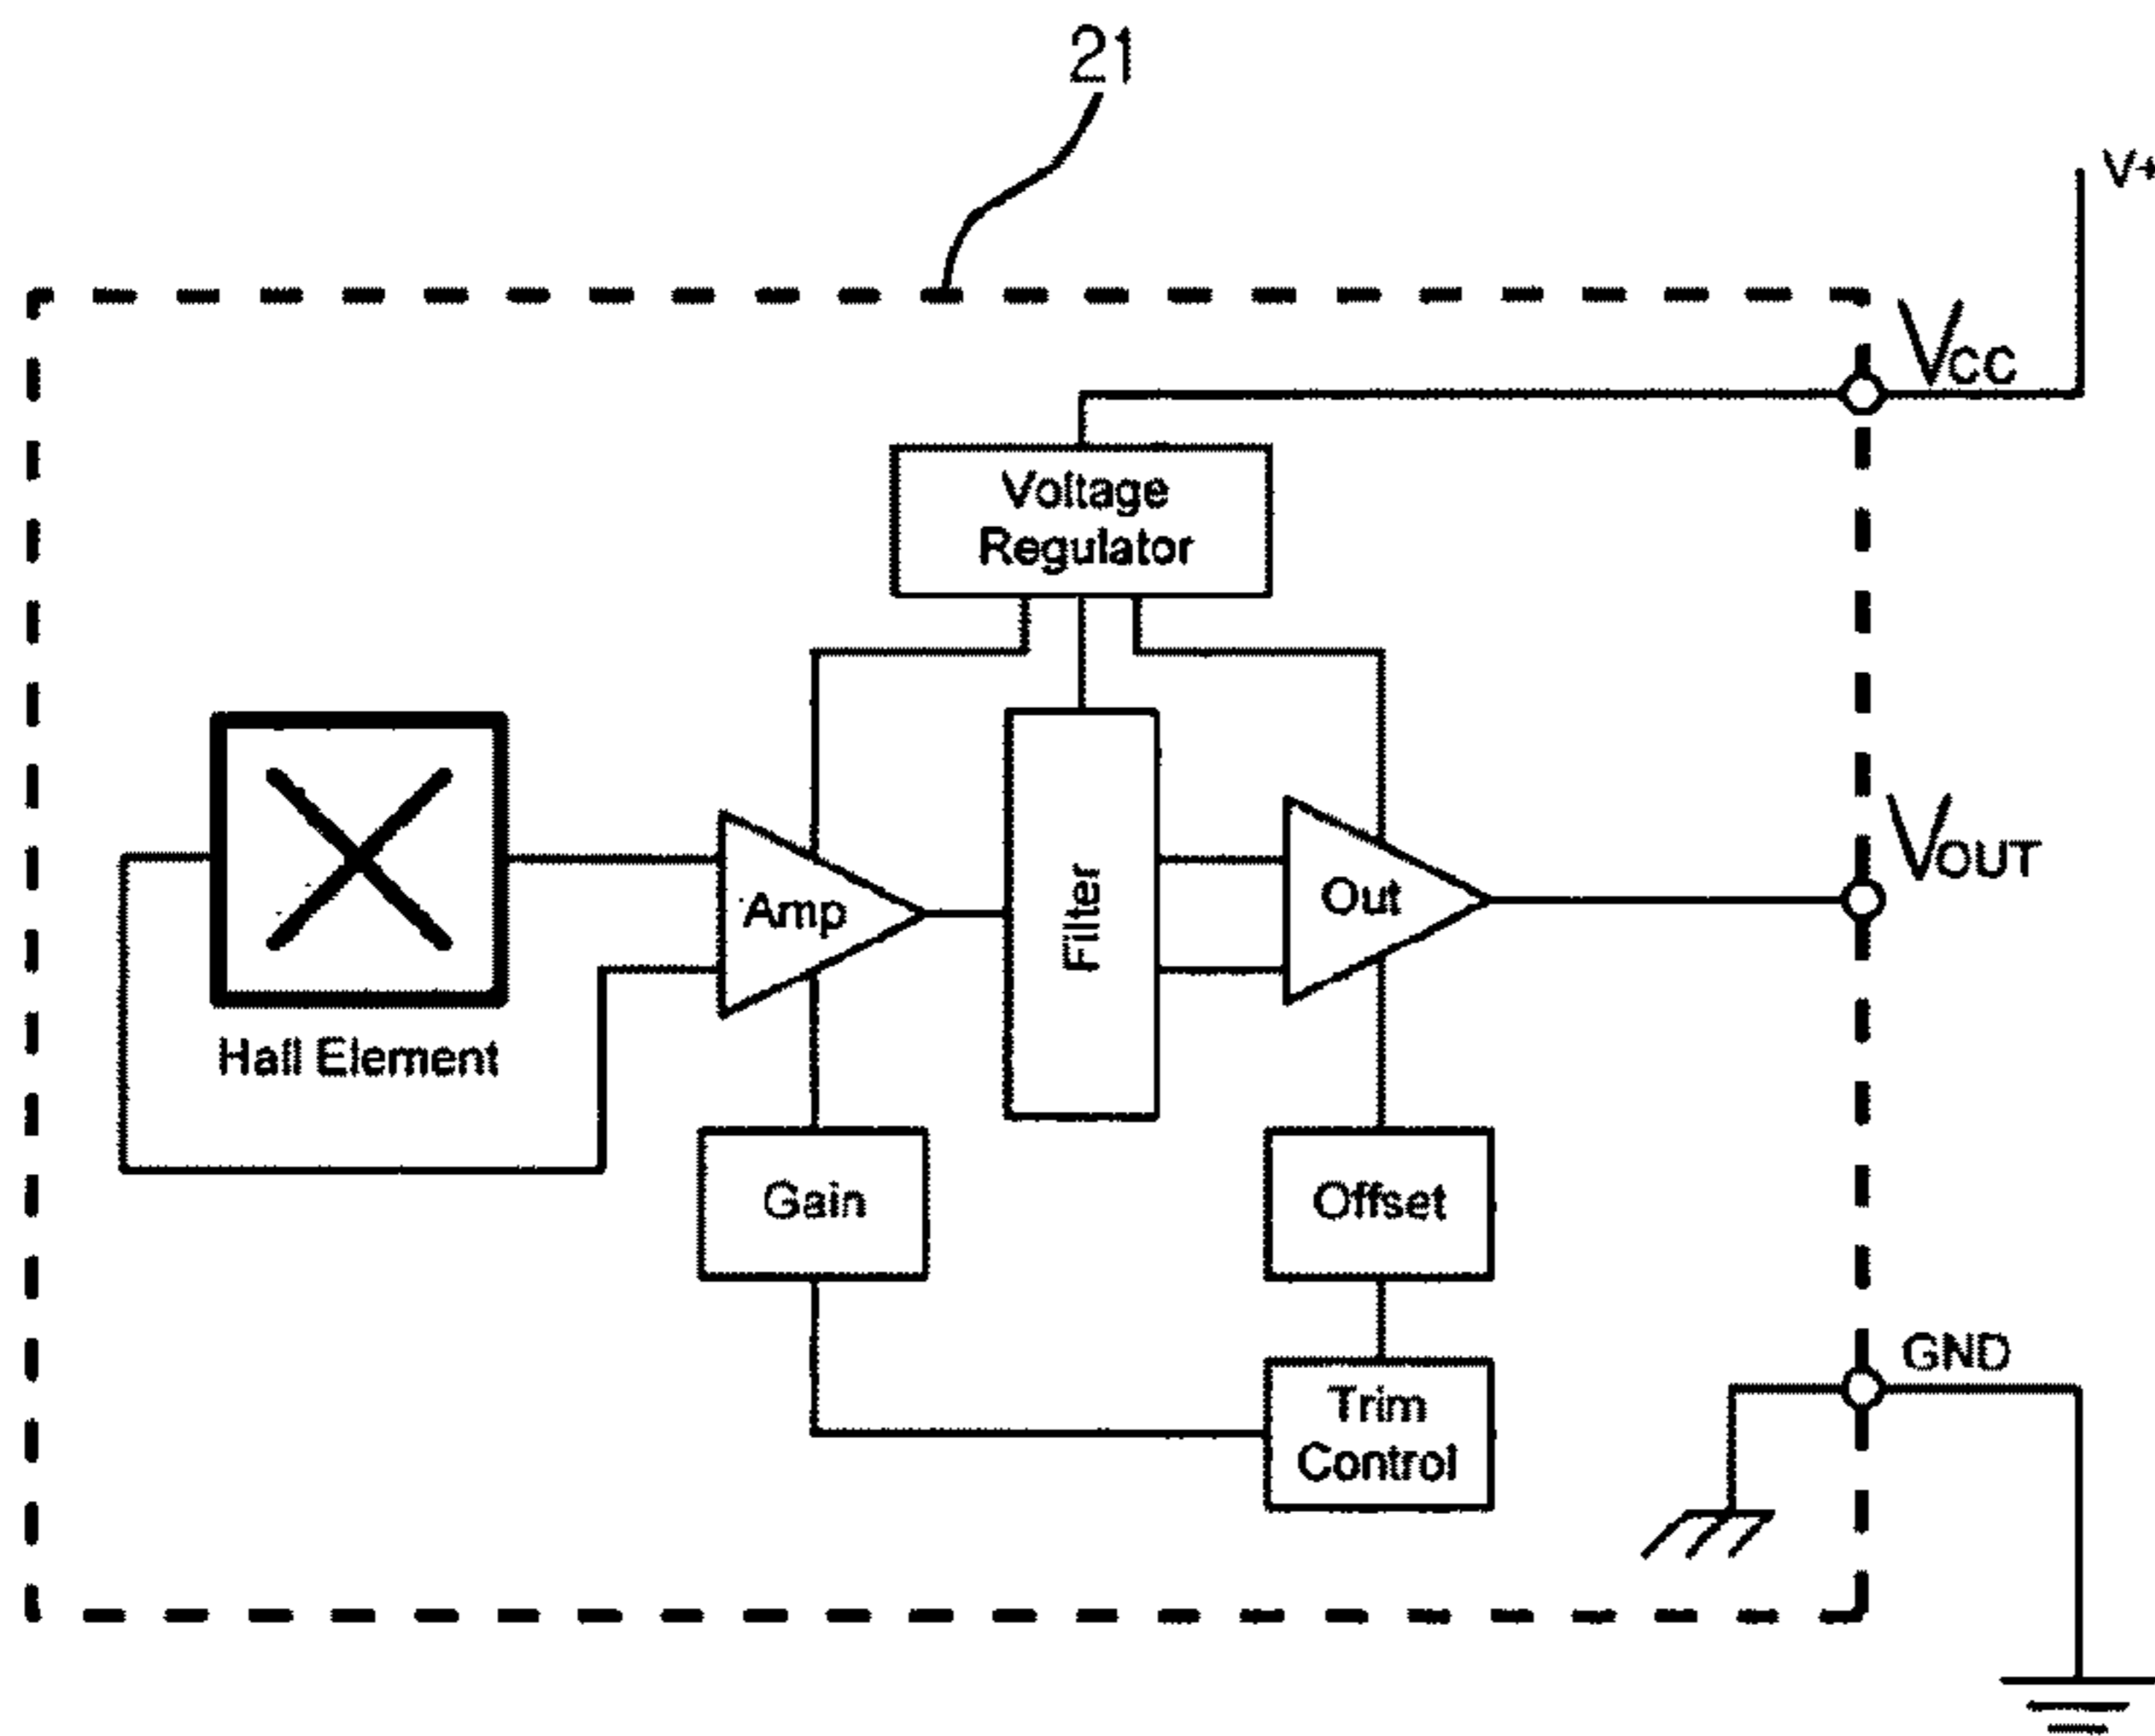 21
V+
VCC
Voltage
Regulator
VOUT
Amp
Filter
Out
Hall Element
Gain
Offset
GND
Trim
Control